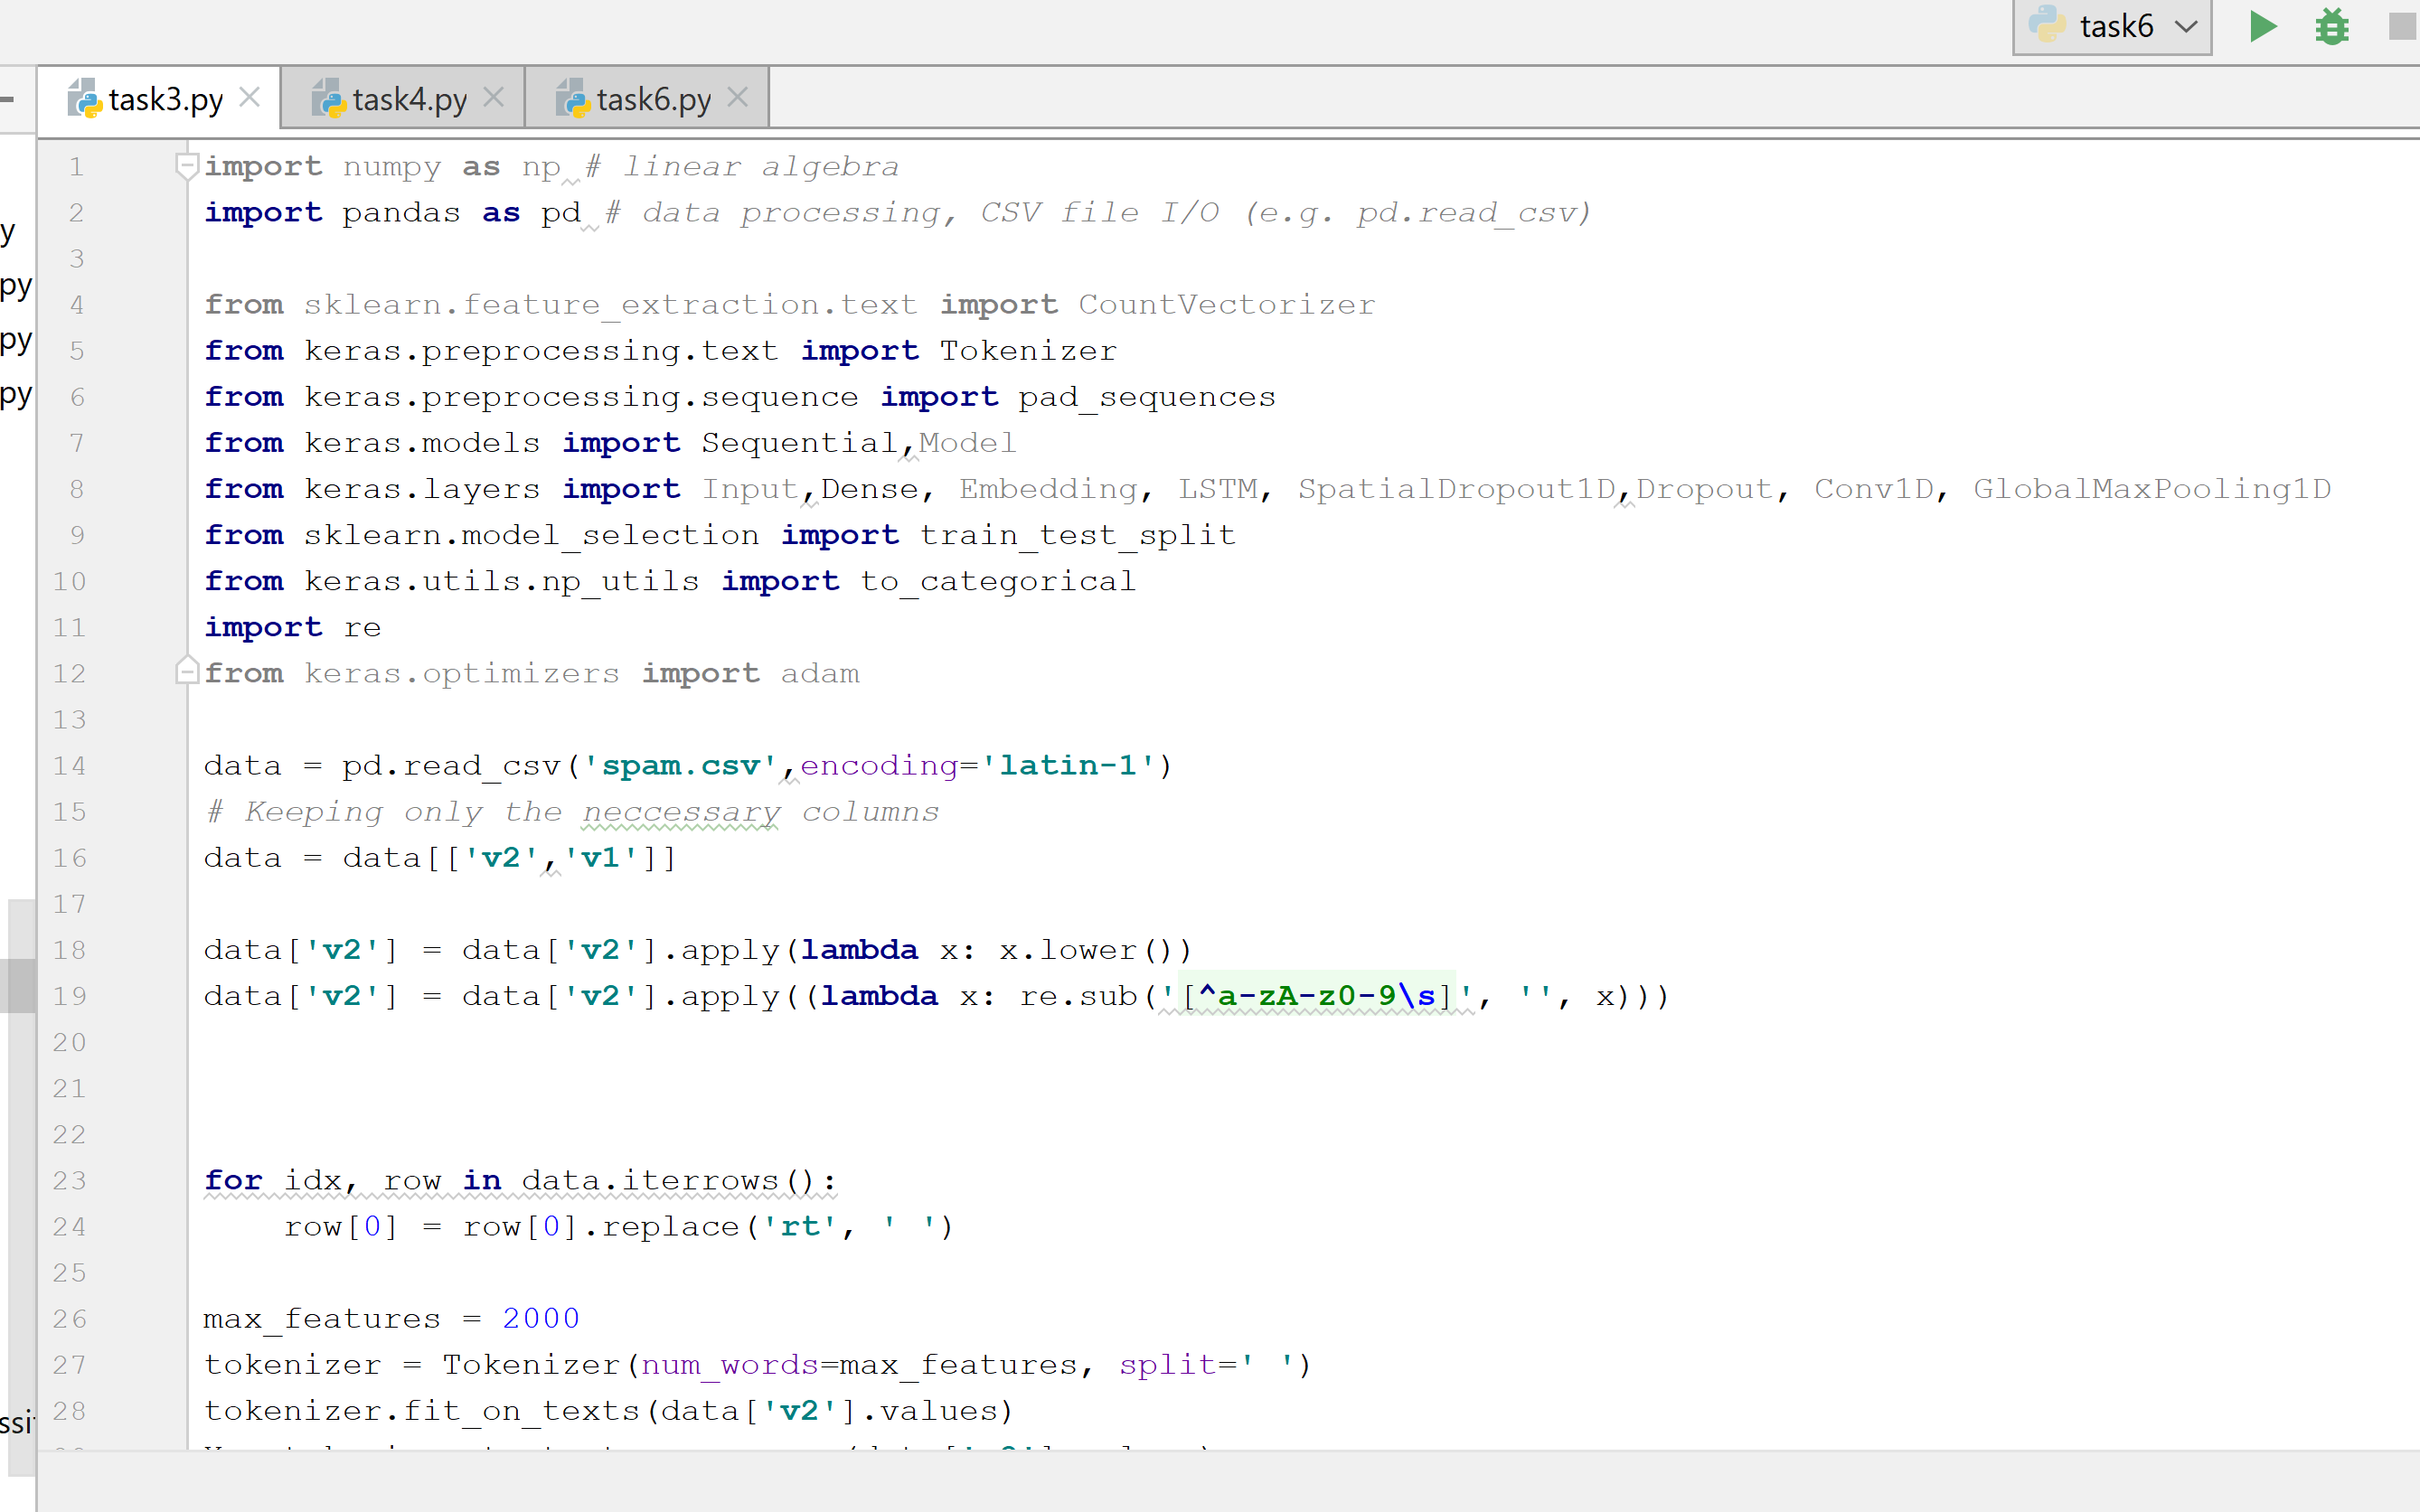 task6
task3.py
task4.py
task6.py
y
py
py
py
1 import numpy as np # linear algebra
2 import pandas as pd # data processing, CSV file I/O (e.g. pd.read_csv)
3
4 from sklearn.feature_extraction.text import CountVectorizer
5 from keras.preprocessing.text import Tokenizer
6 from keras.preprocessing.sequence import pad_sequences
7 from keras.models import Sequential,Model
8 from keras.layers import Input,Dense, Embedding, LSTM, SpatialDropout1D,Dropout, Conv1D, GlobalMaxPooling1D
9 from sklearn.model_selection import train_test_split
10 from keras.utils.np_utils import to_categorical
11 import re
12 from keras.optimizers import adam
13
14 data = pd.read_csv('spam.csv',encoding='latin-1')
15 # Keeping only the neccessary columns
16 data = data[['v2','v1']]
17
18 data['v2'] = data['v2'].apply(lambda x: x.lower())
19 data['v2'] = data['v2'].apply((lambda x: re.sub('[^a-zA-z0-9\s]', '', x)))
20
21
22
23 for idx, row in data.iterrows():
24     row[0] = row[0].replace('rt', ' ')
25
26 max_features = 2000
27 tokenizer = Tokenizer(num_words=max_features, split=' ')
28 tokenizer.fit_on_texts(data['v2'].values)